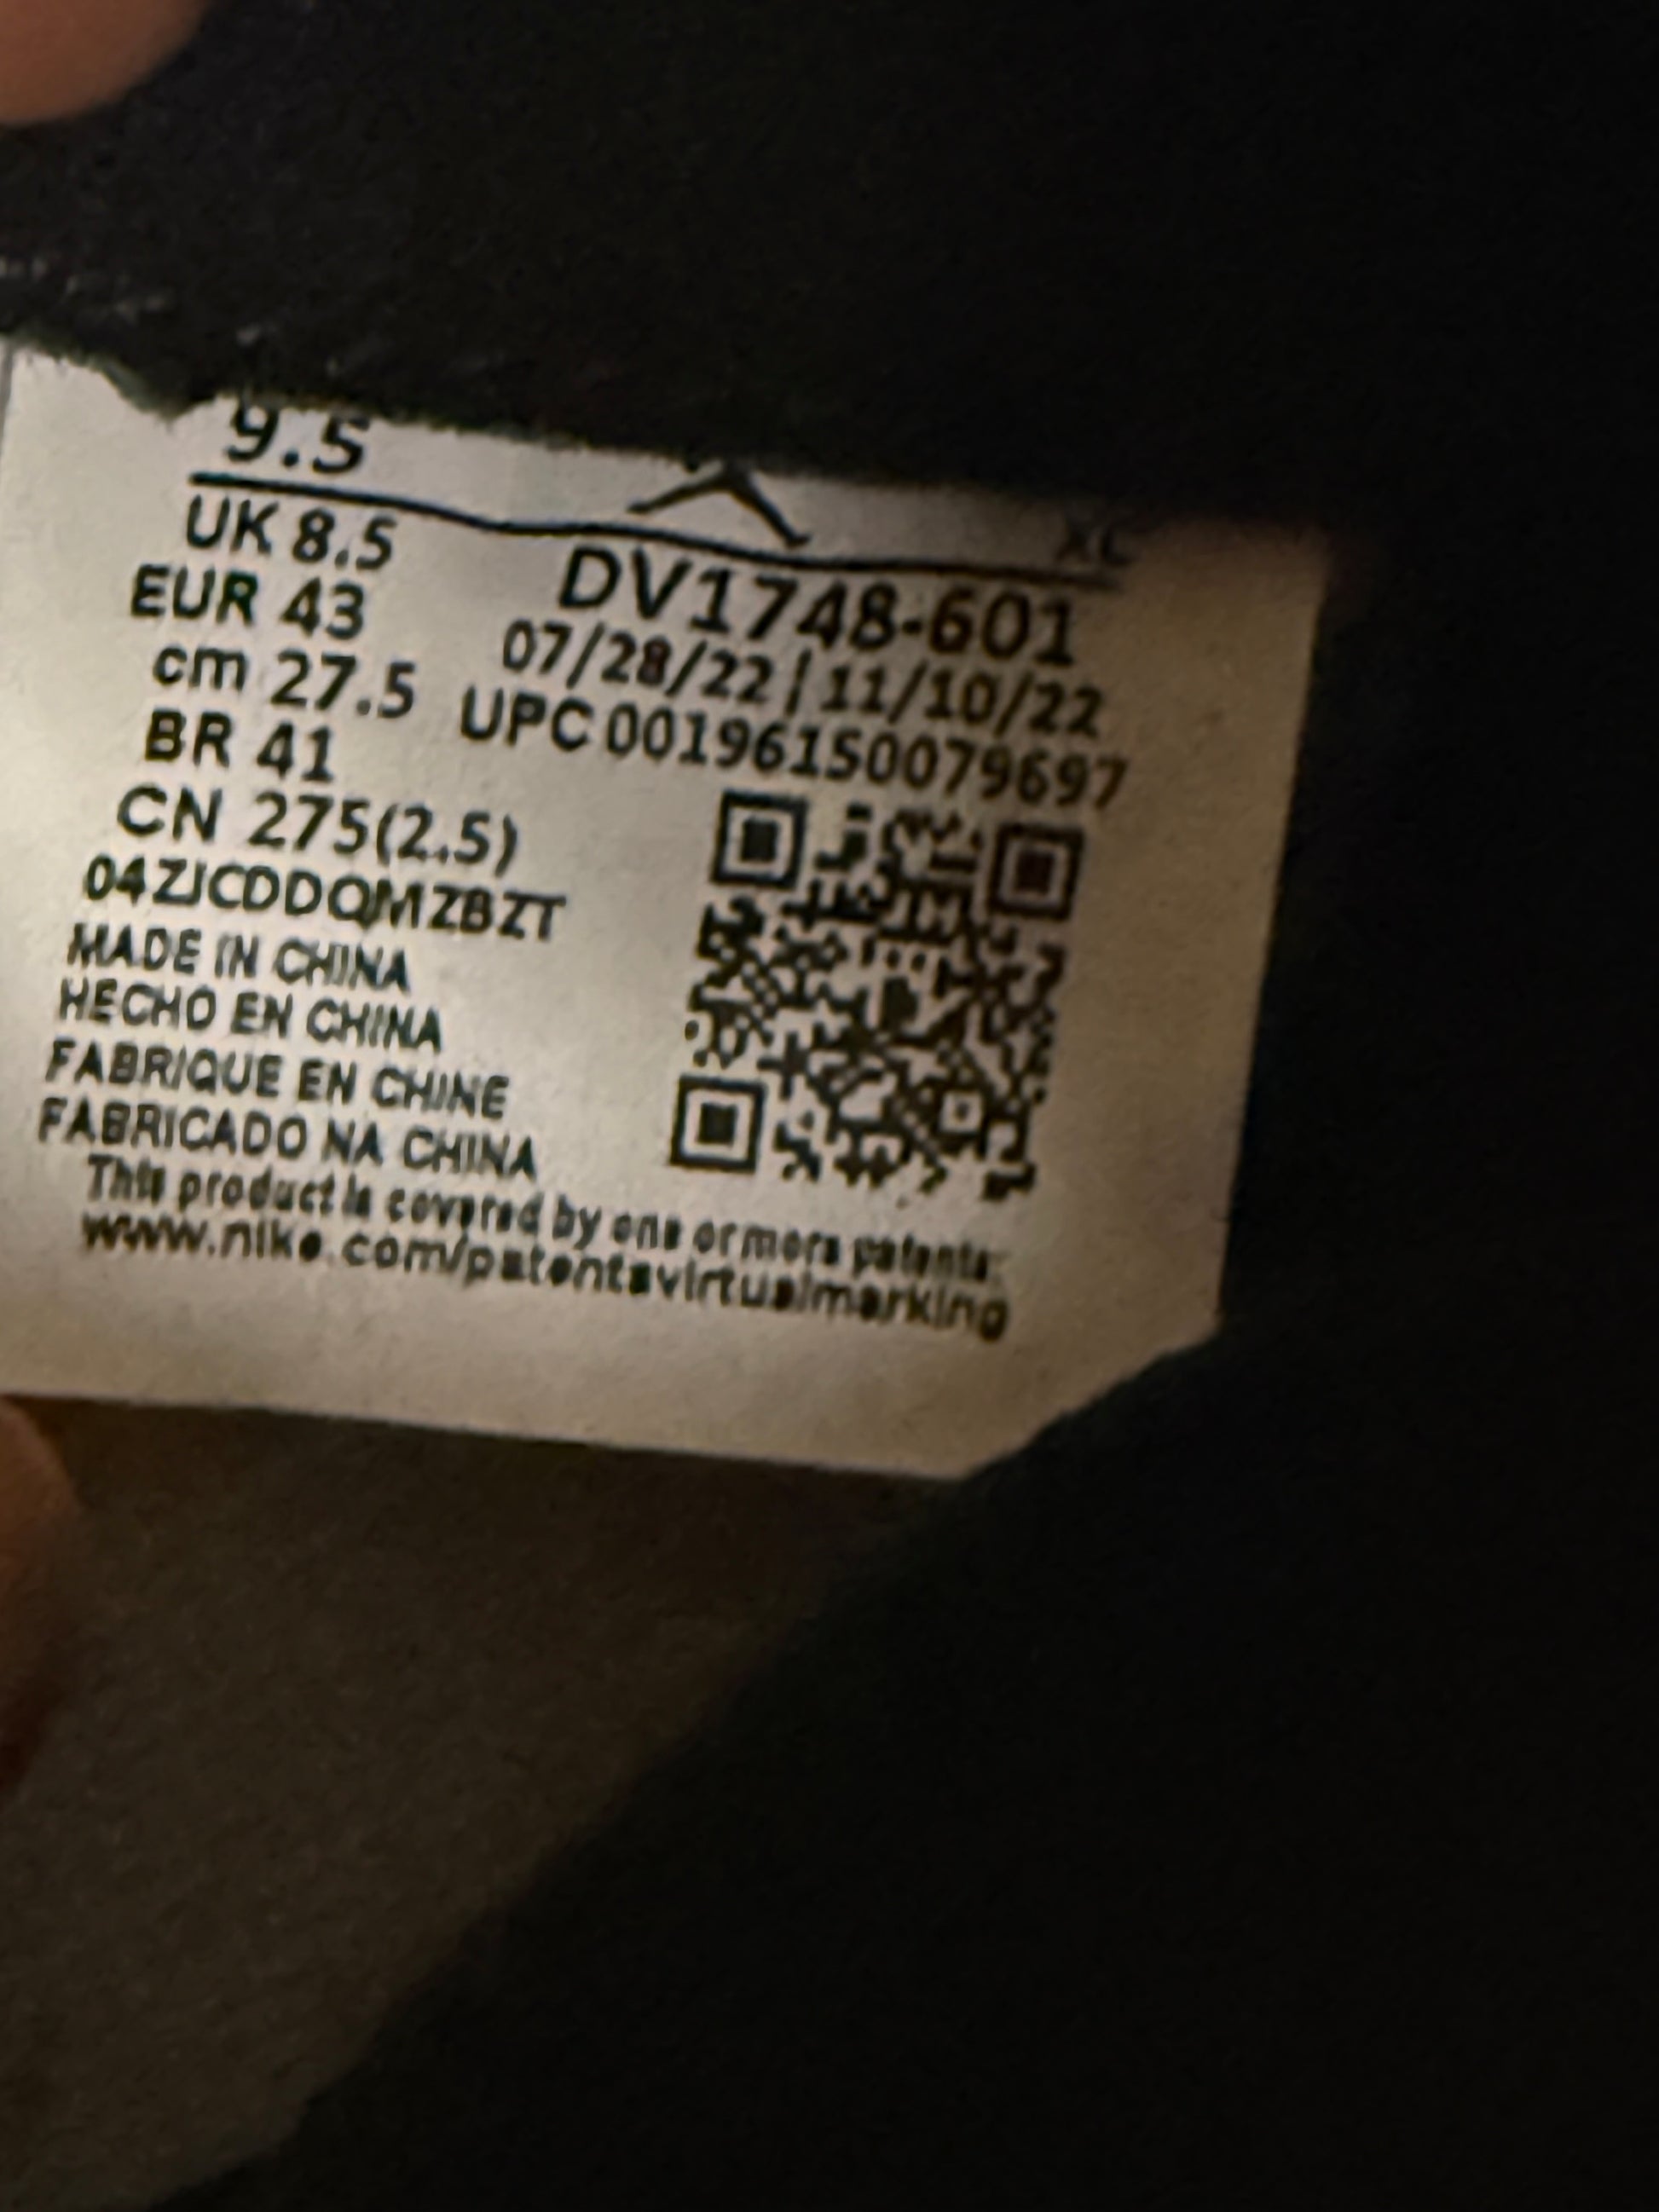 9.5
XC
UK 8.5
DV1748-601
EUR 43
07/28/22 | 11/10/22
cm 27.5
UPC 00196150079697
BR 41
CN 275(2.5)
04ZJCDDQMZBZT
MADE IN CHINA
HECHO EN CHINA
FABRIQUE EN CHINE
FABRICADO NA CHINA
This product is covered by one or more patents:
www.nike.com/patentsvirtualmarking